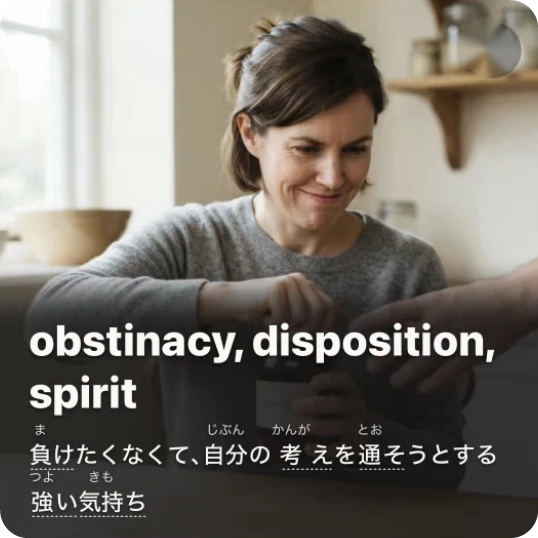 obstinacy, disposition,
spirit
ま じぶん かんが とお
負けたくなくて、自分の考えを通そうとする
つよ きも
強い気持ち